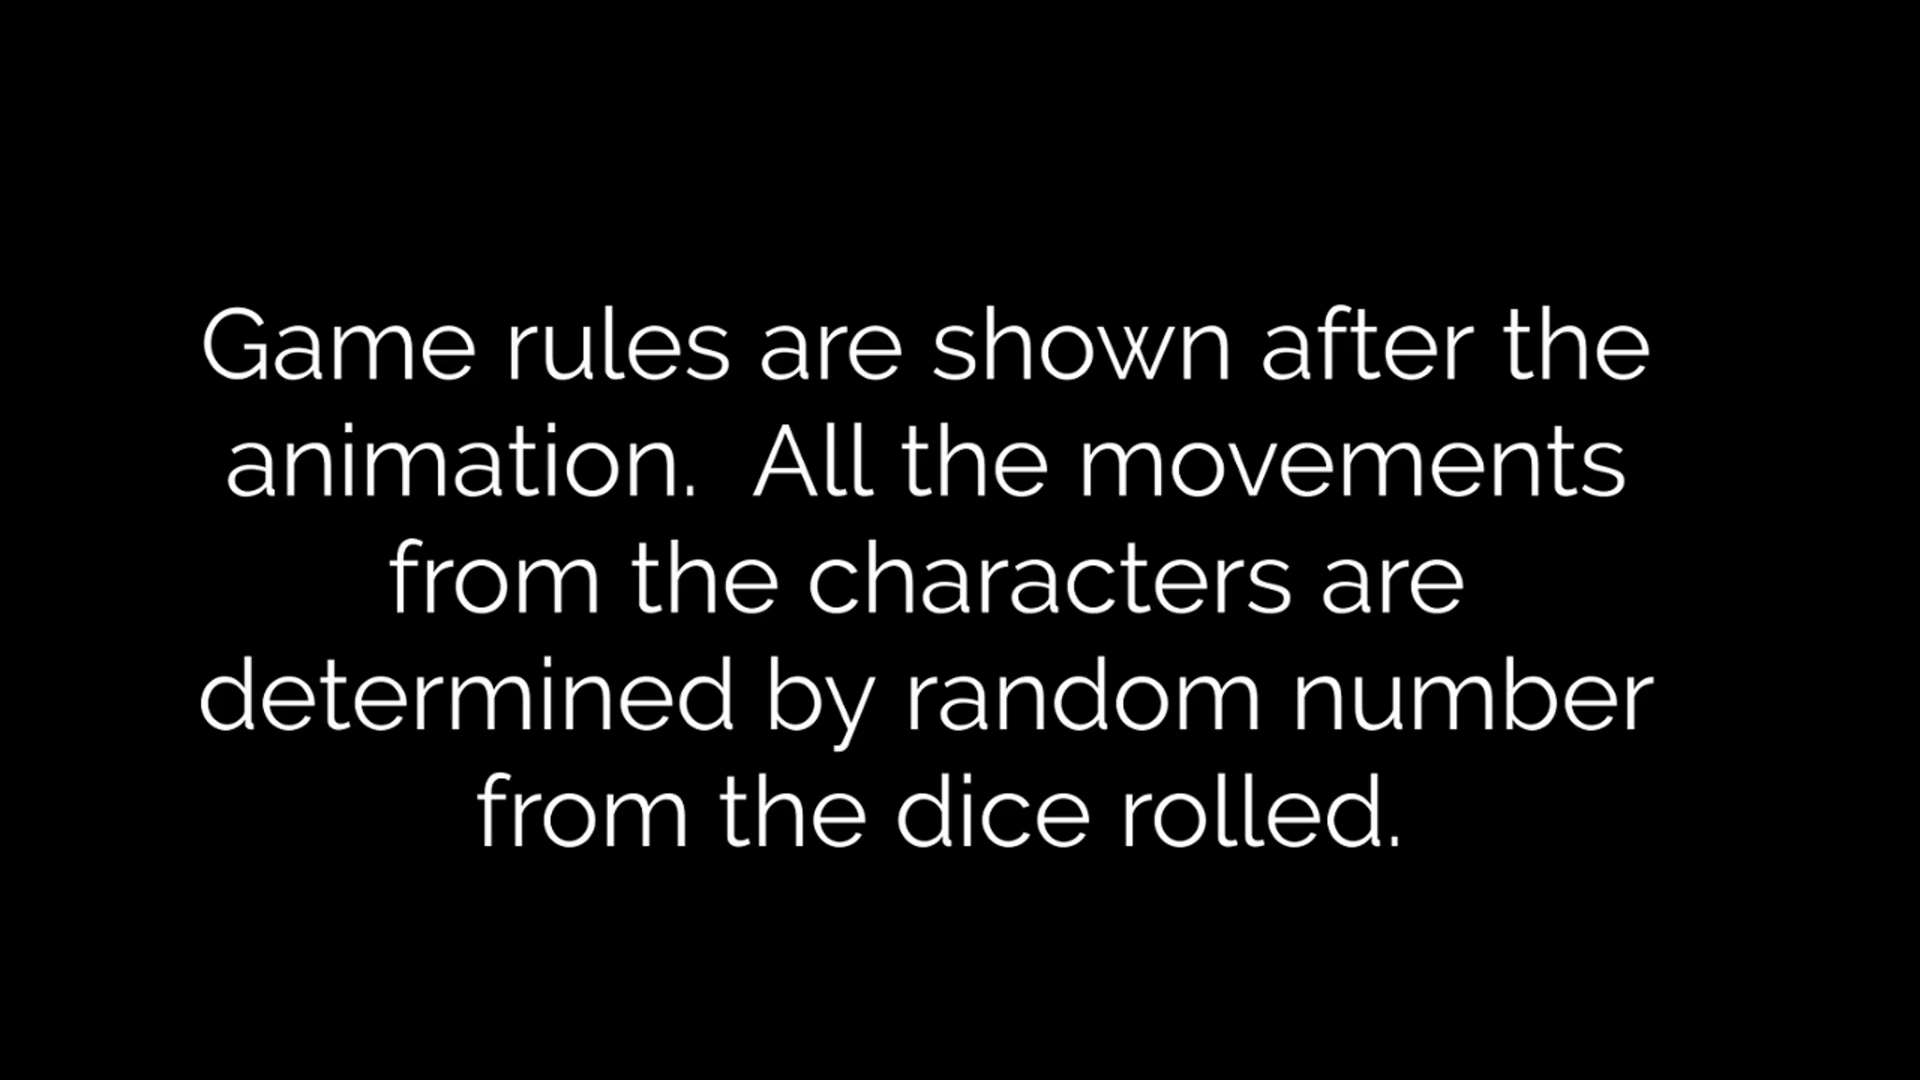 Game rules are shown after the
animation.  All the movements
from the characters are
determined by random number
from the dice rolled.